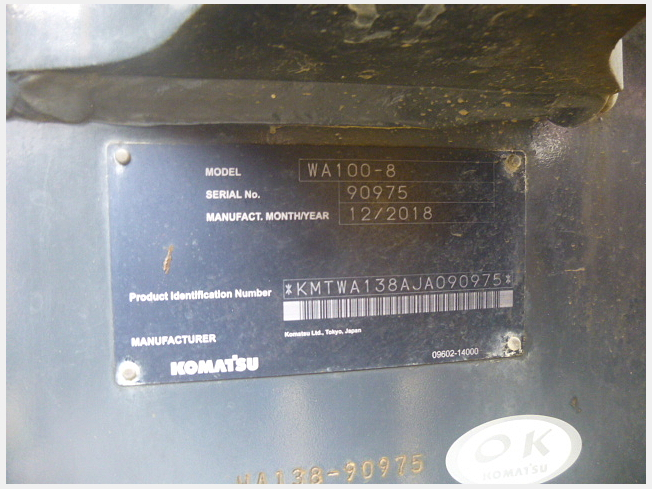 MODEL WA100-8
SERIAL No. 90975
MANUFACT. MONTH/YEAR 12/2018
Product Identification Number *KMTWA138AJA090975*
MANUFACTURER Komatsu Ltd., Tokyo, Japan
KOMATSU 09602-14000
WA138-90975
OK
KOMATSU